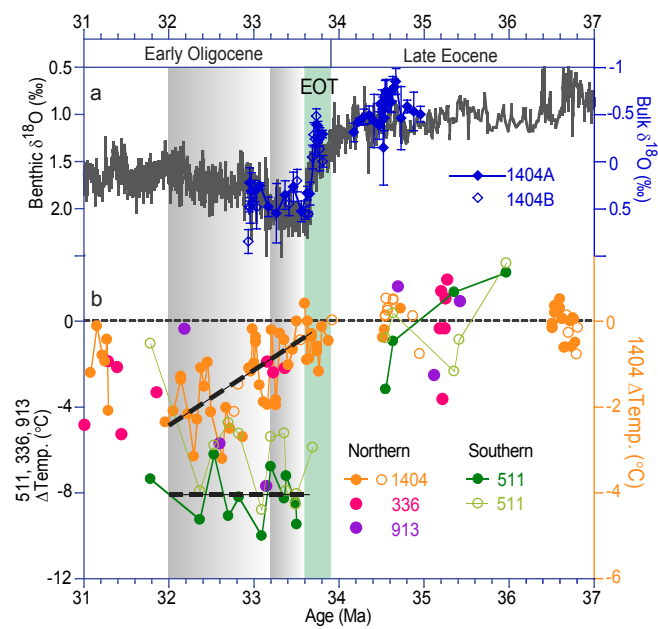 31 32 33 34 35 36 37
Early Oligocene Late Eocene
EOT
a
0.5
1.0
1.5
2.0
Benthic δ¹⁸O (‰)
-1
-0.5
0
0.5
Bulk δ¹⁸O (‰)
1404A
1404B
b
0
-4
-8
-12
511, 336, 913
ΔTemp. (°C)
0
-2
-4
-6
1404 ΔTemp. (°C)
Northern Southern
1404 511
336 511
913
31 32 33 34 35 36 37
Age (Ma)